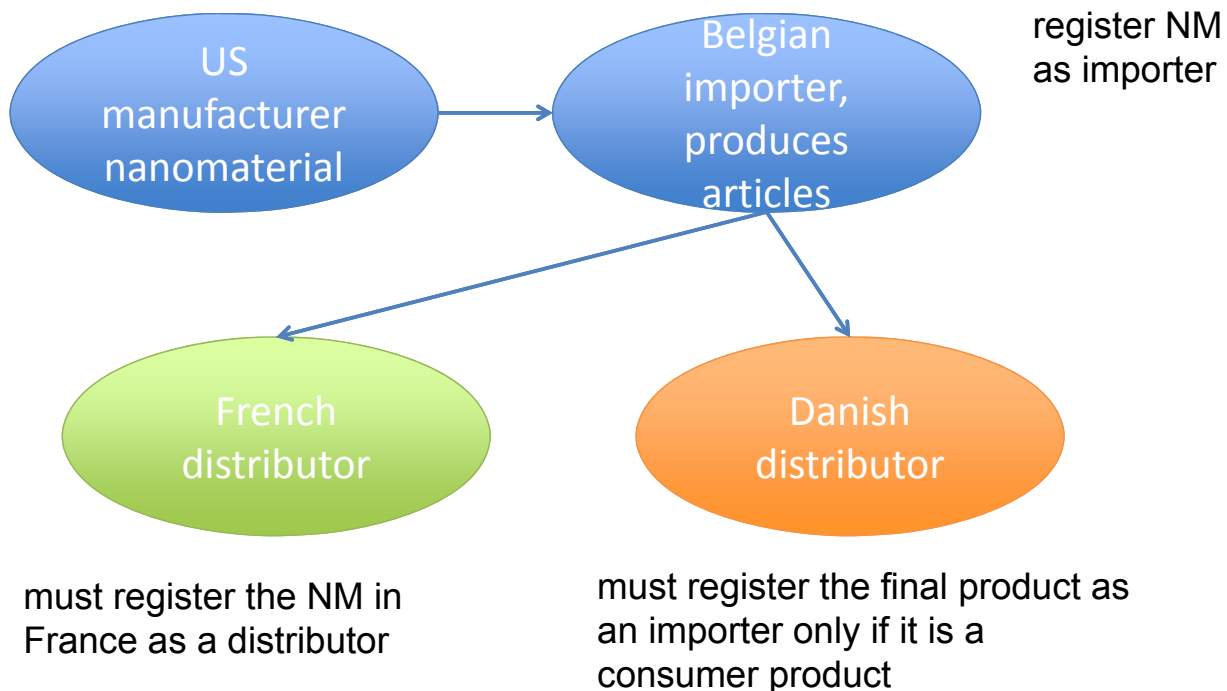 US
manufacturer
nanomaterial
Belgian
importer,
produces
articles
register NM
as importer
French
distributor
Danish
distributor
must register the NM in
France as a distributor
must register the final product as
an importer only if it is a
consumer product